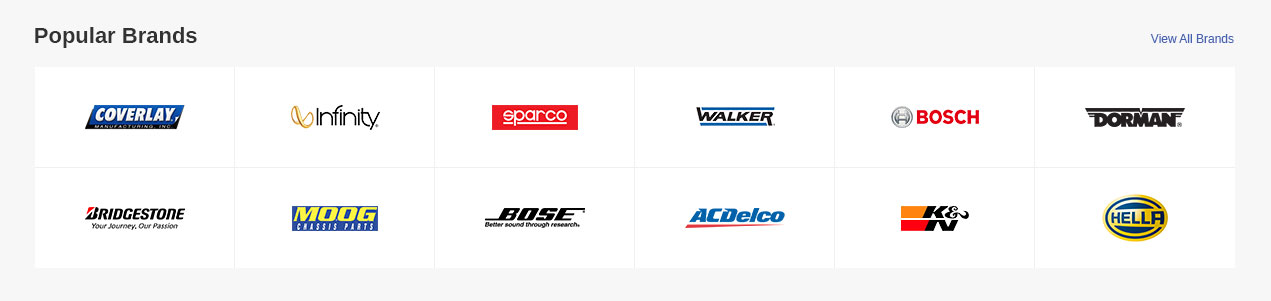 Popular Brands
View All Brands
COVERLAY®
MANUFACTURING, INC
Infinity®
sparco
WALKER®
BOSCH
DORMAN®
BRIDGESTONE
Your Journey, Our Passion
MOOG
CHASSIS PARTS
BOSE®
Better sound through research®
ACDelco
K&N
HELLA